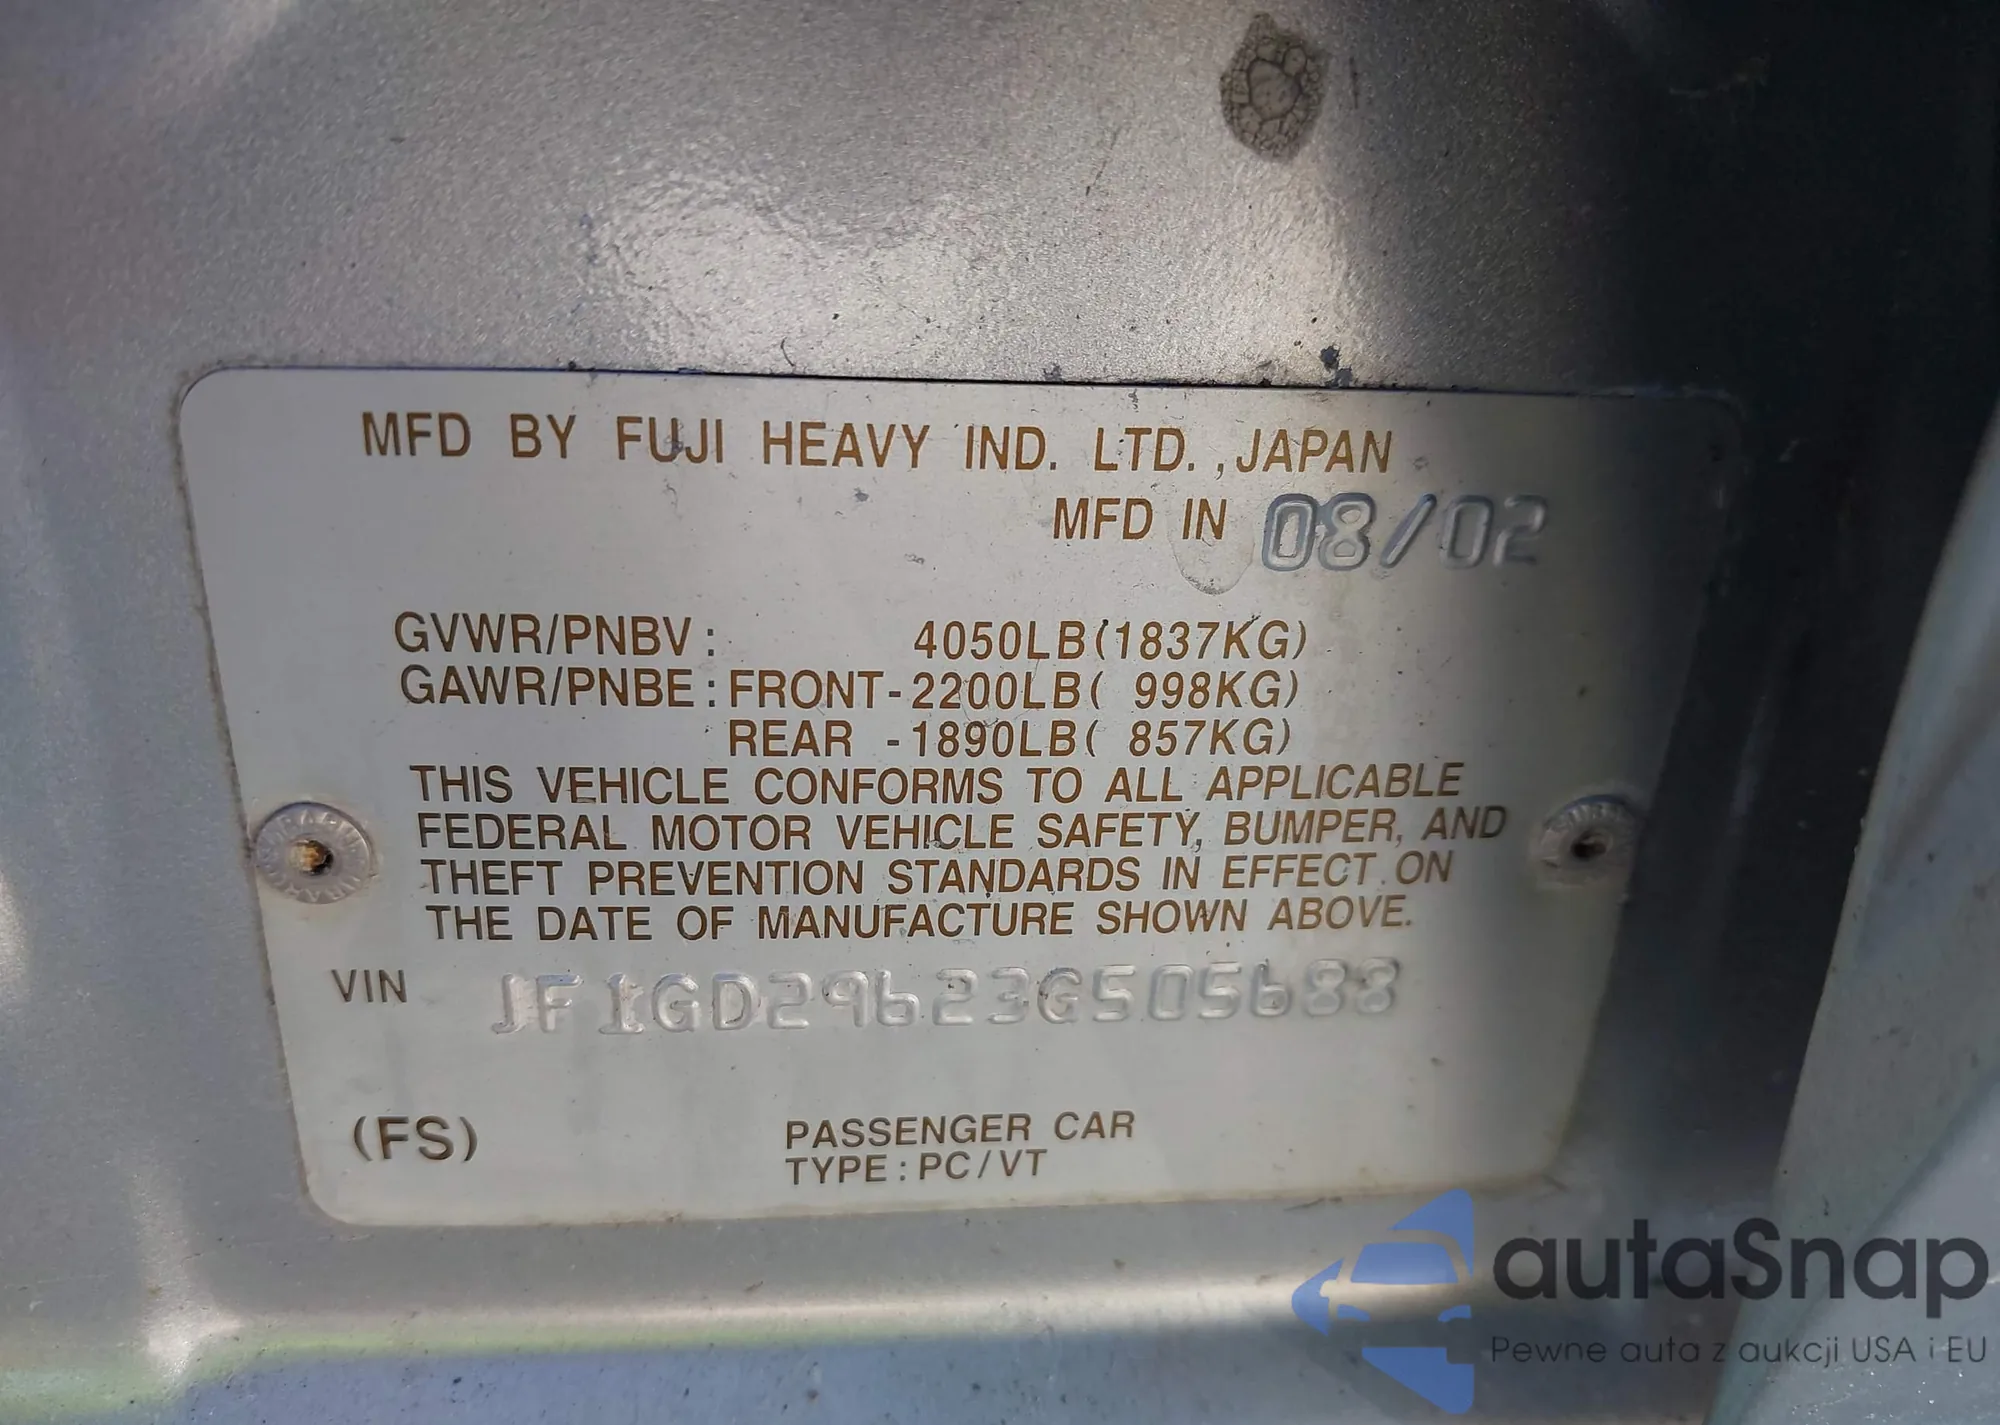 MFD BY FUJI HEAVY IND. LTD., JAPAN
MFD IN 08/02
GVWR/PNBV: 4050LB(1837KG)
GAWR/PNBE: FRONT-2200LB( 998KG)
REAR -1890LB( 857KG)
THIS VEHICLE CONFORMS TO ALL APPLICABLE
FEDERAL MOTOR VEHICLE SAFETY, BUMPER, AND
THEFT PREVENTION STANDARDS IN EFFECT ON
THE DATE OF MANUFACTURE SHOWN ABOVE.
VIN JF1GD29623G505688
(FS) PASSENGER CAR
TYPE: PC/VT
autaSnap
Pewne auta z aukcji USA i EU